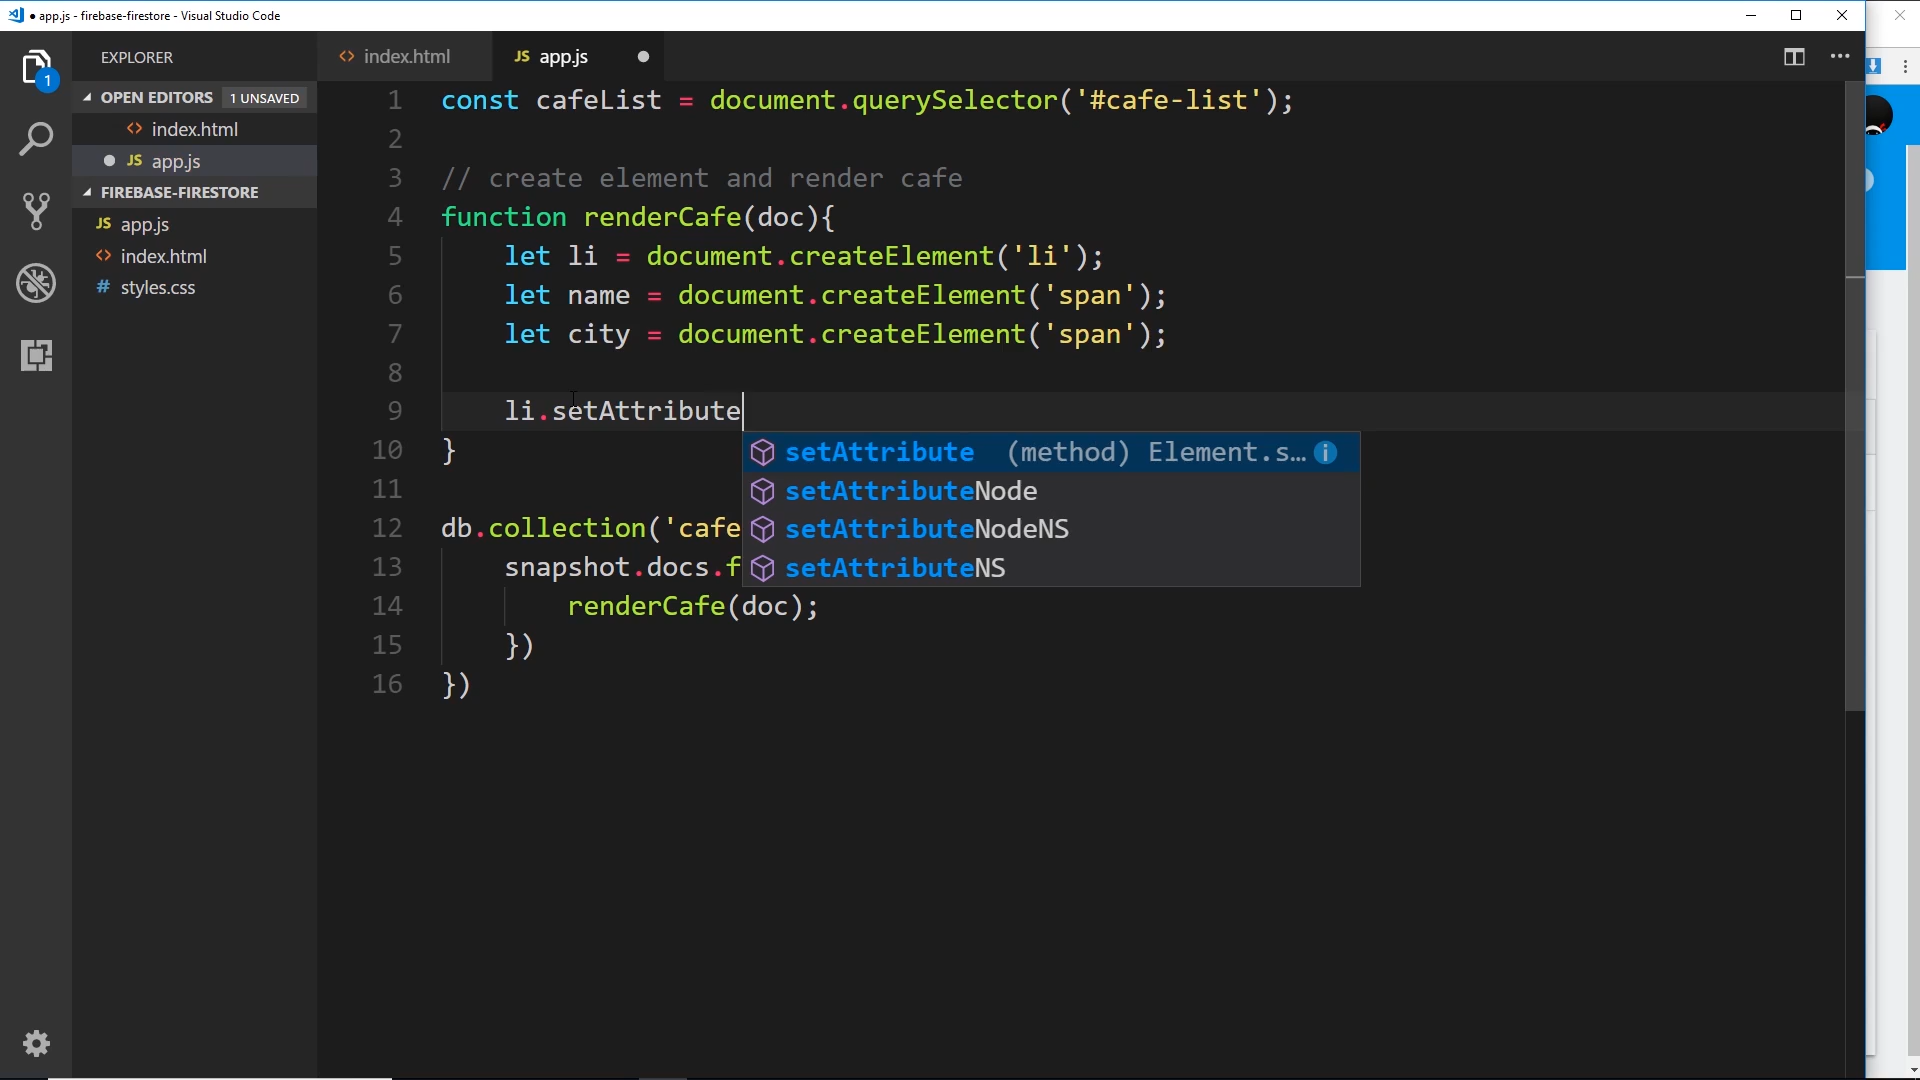 app.js - firebase-firestore - Visual Studio Code
EXPLORER
OPEN EDITORS 1 UNSAVED
index.html
JS app.js
FIREBASE-FIRESTORE
JS app.js
index.html
# styles.css
1
index.html
JS app.js
1 const cafeList = document.querySelector('#cafe-list');
2
3 // create element and render cafe
4 function renderCafe(doc){
5 let li = document.createElement('li');
6 let name = document.createElement('span');
7 let city = document.createElement('span');
8
9 li.setAttribute
10 }
11
12 db.collection('cafe
13 snapshot.docs.f
14 renderCafe(doc);
15 })
16 })
setAttribute (method) Element.s...
setAttributeNode
setAttributeNodeNS
setAttributeNS